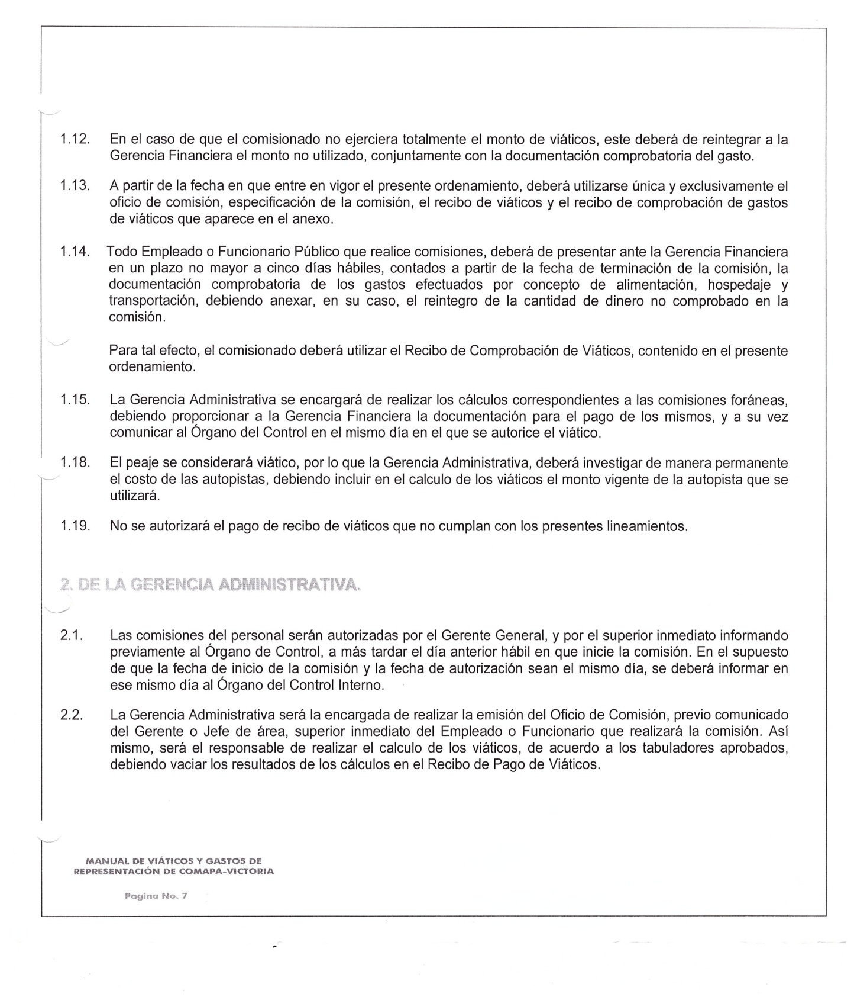 1.12. En el caso de que el comisionado no ejerciera totalmente el monto de viáticos, este deberá de reintegrar a la
Gerencia Financiera el monto no utilizado, conjuntamente con la documentación comprobatoria del gasto.
1.13. A partir de la fecha en que entre en vigor el presente ordenamiento, deberá utilizarse única y exclusivamente el
oficio de comisión, especificación de la comisión, el recibo de viáticos y el recibo de comprobación de gastos
de viáticos que aparece en el anexo.
1.14. Todo Empleado o Funcionario Público que realice comisiones, deberá de presentar ante la Gerencia Financiera
en un plazo no mayor a cinco días hábiles, contados a partir de la fecha de terminación de la comisión, la
documentación comprobatoria de los gastos efectuados por concepto de alimentación, hospedaje y
transportación, debiendo anexar, en su caso, el reintegro de la cantidad de dinero no comprobado en la
comisión.
Para tal efecto, el comisionado deberá utilizar el Recibo de Comprobación de Viáticos, contenido en el presente
ordenamiento.
1.15. La Gerencia Administrativa se encargará de realizar los cálculos correspondientes a las comisiones foráneas,
debiendo proporcionar a la Gerencia Financiera la documentación para el pago de los mismos, y a su vez
comunicar al Órgano del Control en el mismo día en el que se autorice el viático.
1.18. El peaje se considerará viático, por lo que la Gerencia Administrativa, deberá investigar de manera permanente
el costo de las autopistas, debiendo incluir en el calculo de los viáticos el monto vigente de la autopista que se
utilizará.
1.19. No se autorizará el pago de recibo de viáticos que no cumplan con los presentes lineamientos.
2. DE LA GERENCIA ADMINISTRATIVA.
2.1. Las comisiones del personal serán autorizadas por el Gerente General, y por el superior inmediato informando
previamente al Órgano de Control, a más tardar el día anterior hábil en que inicie la comisión. En el supuesto
de que la fecha de inicio de la comisión y la fecha de autorización sean el mismo día, se deberá informar en
ese mismo día al Órgano del Control Interno.
2.2. La Gerencia Administrativa será la encargada de realizar la emisión del Oficio de Comisión, previo comunicado
del Gerente o Jefe de área, superior inmediato del Empleado o Funcionario que realizará la comisión. Así
mismo, será el responsable de realizar el calculo de los viáticos, de acuerdo a los tabuladores aprobados,
debiendo vaciar los resultados de los cálculos en el Recibo de Pago de Viáticos.
MANUAL DE VIÁTICOS Y GASTOS DE
REPRESENTACIÓN DE COMAPA-VICTORIA
Pagina No. 7